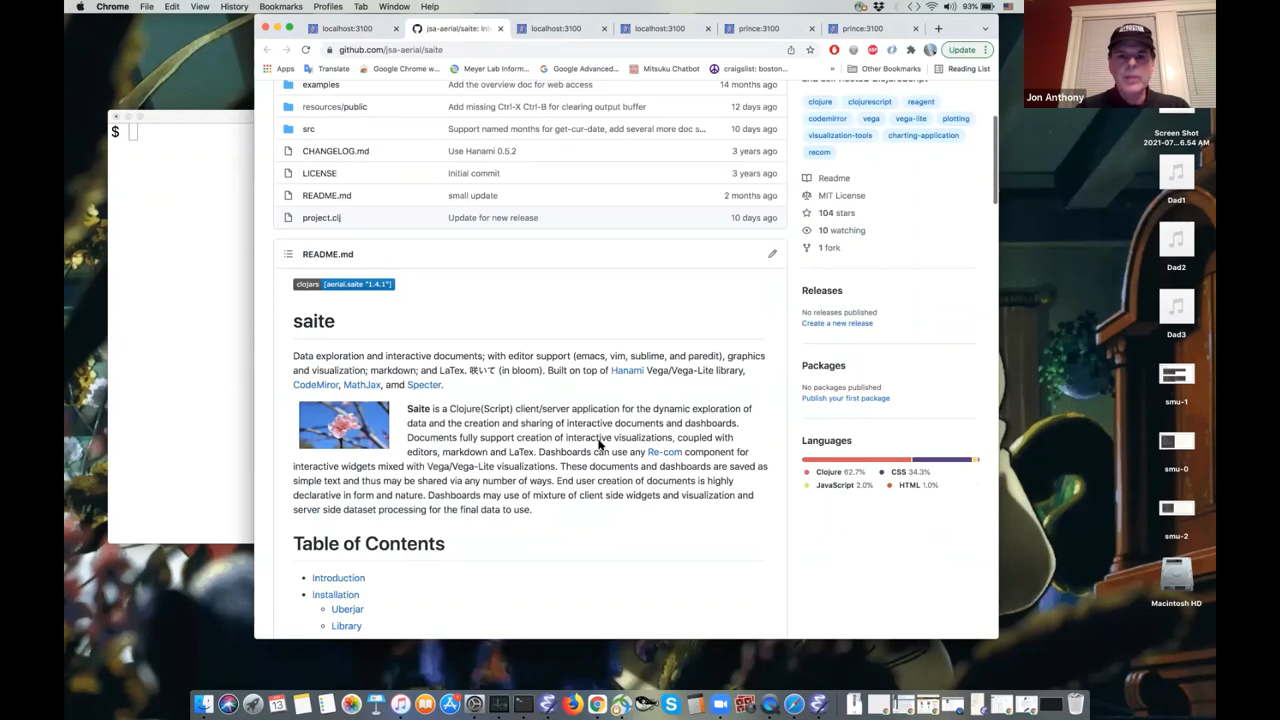 Chrome File Edit View History Bookmarks Profiles Tab Window Help
93%
localhost:3100
jsa-aerial/saite: Int
localhost:3100
localhost:3100
prince:3100
prince:3100
github.com/jsa-aerial/saite
Update
Apps
Translate
Google Chrome w...
Meyer Lab Inform...
Google Advanced...
Mitsuku Chatbot
craigslist: boston...
»
Other Bookmarks
Reading List
$
examples Add the overview doc for web access 14 months ago
resources/public Add missing Ctrl-X Ctrl-B for clearing output buffer 12 days ago
src Support named months for get-cur-date, add several more doc s... 10 days ago
CHANGELOG.md Use Hanami 0.5.2 3 years ago
LICENSE Initial commit 3 years ago
README.md small update 2 months ago
project.clj Update for new release 10 days ago
README.md
clojars [aerial.saite "1.4.1"]
saite
Data exploration and interactive documents; with editor support (emacs, vim, sublime, and paredit), graphics
and visualization; markdown; and LaTex. 咲いて (in bloom). Built on top of Hanami Vega/Vega-Lite library,
CodeMiror, MathJax, amd Specter.
Saite is a Clojure(Script) client/server application for the dynamic exploration of
data and the creation and sharing of interactive documents and dashboards.
Documents fully support creation of interactive visualizations, coupled with
editors, markdown and LaTex. Dashboards can use any Re-com component for
interactive widgets mixed with Vega/Vega-Lite visualizations. These documents and dashboards are saved as
simple text and thus may be shared via any number of ways. End user creation of documents is highly
declarative in form and nature. Dashboards may use of mixture of client side widgets and visualization and
server side dataset processing for the final data to use.
Table of Contents
Introduction
Installation
Uberjar
Library
clojure clojurescript reagent
codemirror vega vega-lite plotting
visualization-tools charting-application
recom
Readme
MIT License
104 stars
10 watching
1 fork
Releases
No releases published
Create a new release
Packages
No packages published
Publish your first package
Languages
Clojure 62.7% CSS 34.3%
JavaScript 2.0% HTML 1.0%
Jon Anthony
Screen Shot
2021-07...6.54 AM
Dad1
Dad2
Dad3
smu-1
smu-0
smu-2
Macintosh HD
13